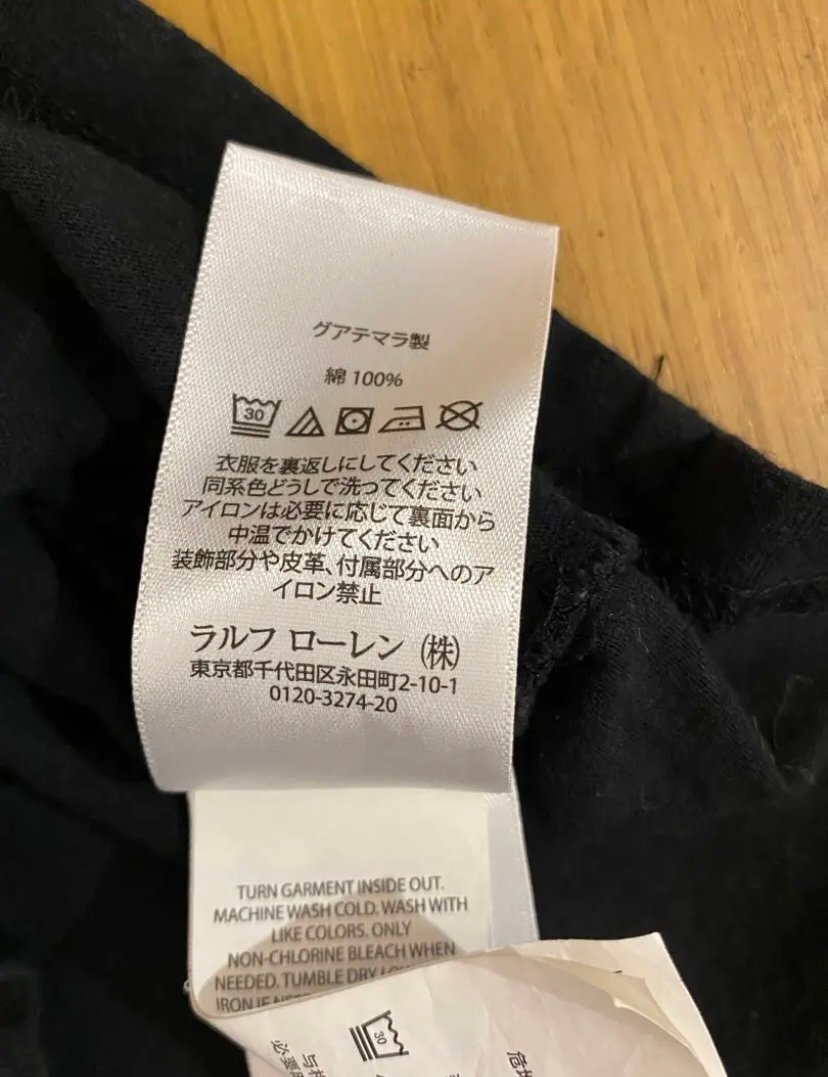 グアテマラ製
綿 100%
30
衣服を裏返しにしてください
同系色どうしで洗ってください
アイロンは必要に応じて裏面から
中温でかけてください
装飾部分や皮革、付属部分へのア
イロン禁止
ラルフ ローレン (株)
東京都千代田区永田町2-10-1
0120-3274-20
TURN GARMENT INSIDE OUT.
MACHINE WASH COLD. WASH WITH
LIKE COLORS. ONLY
NON-CHLORINE BLEACH WHEN
NEEDED. TUMBLE DRY
IRON IF
30